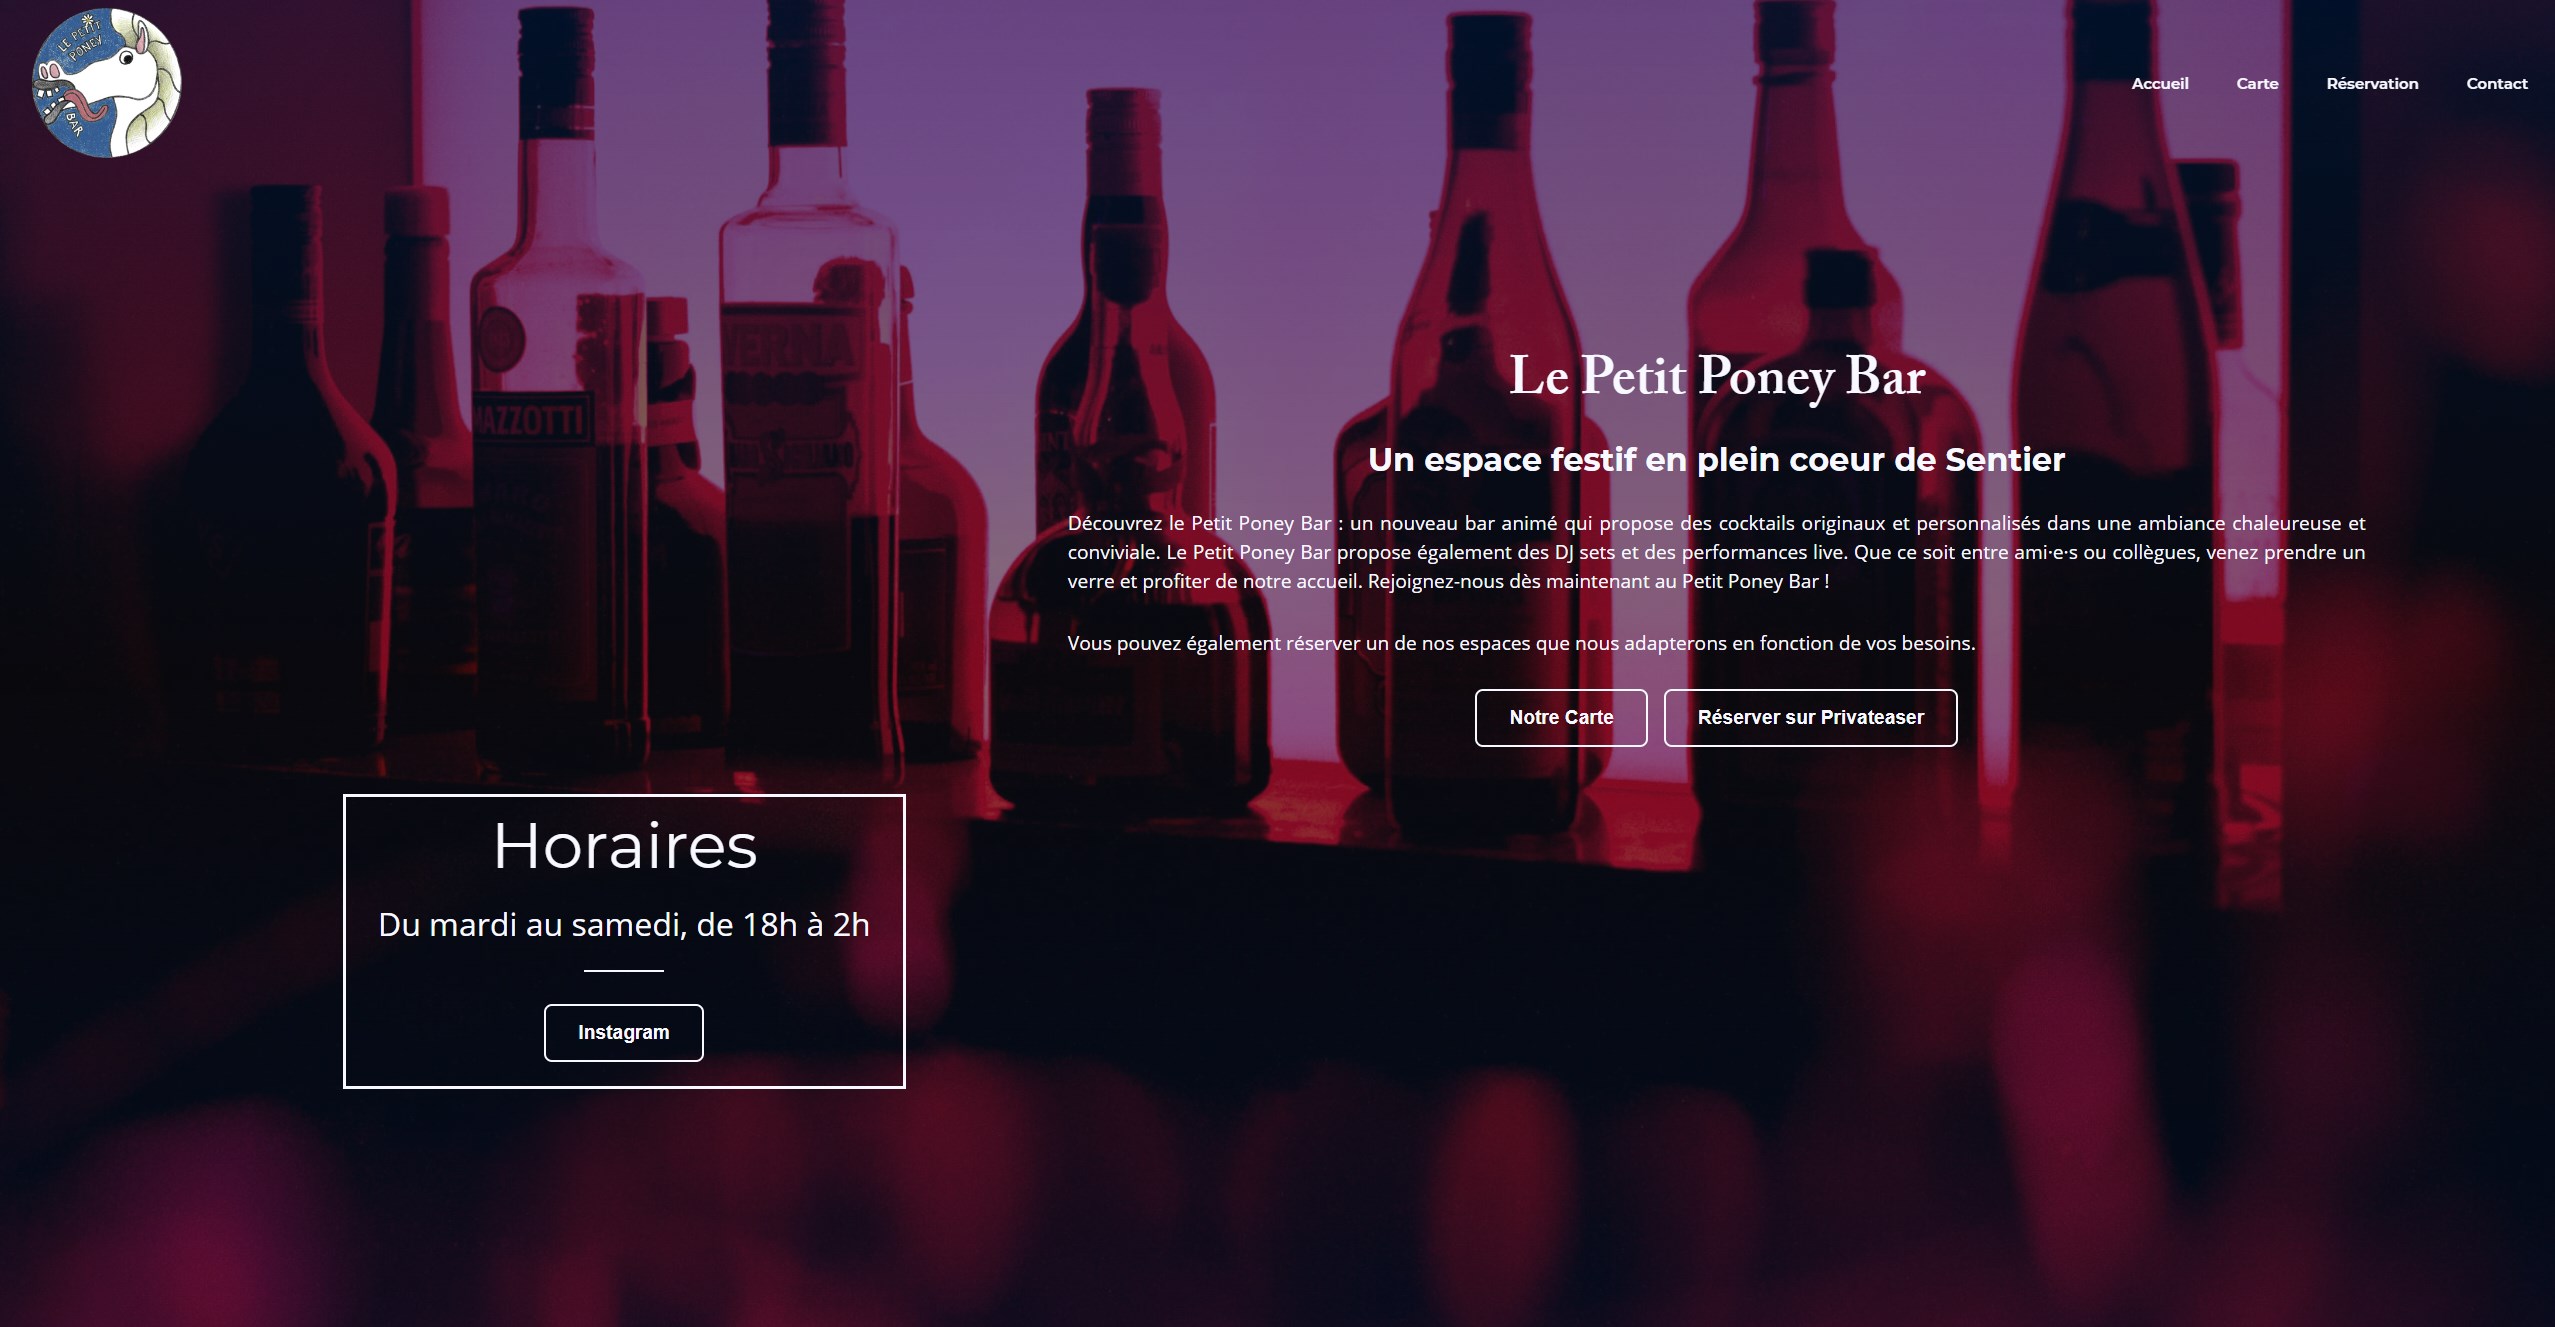 LE PETIT
PONEY
BAR
Accueil
Carte
Réservation
Contact
MAZZOTTI
VERNA
Le Petit Poney Bar
Un espace festif en plein coeur de Sentier
Découvrez le Petit Poney Bar : un nouveau bar animé qui propose des cocktails originaux et personnalisés dans une ambiance chaleureuse et
conviviale. Le Petit Poney Bar propose également des DJ sets et des performances live. Que ce soit entre ami·e·s ou collègues, venez prendre un
verre et profiter de notre accueil. Rejoignez-nous dès maintenant au Petit Poney Bar !
Vous pouvez également réserver un de nos espaces que nous adapterons en fonction de vos besoins.
Notre Carte
Réserver sur Privateaser
Horaires
Du mardi au samedi, de 18h à 2h
Instagram